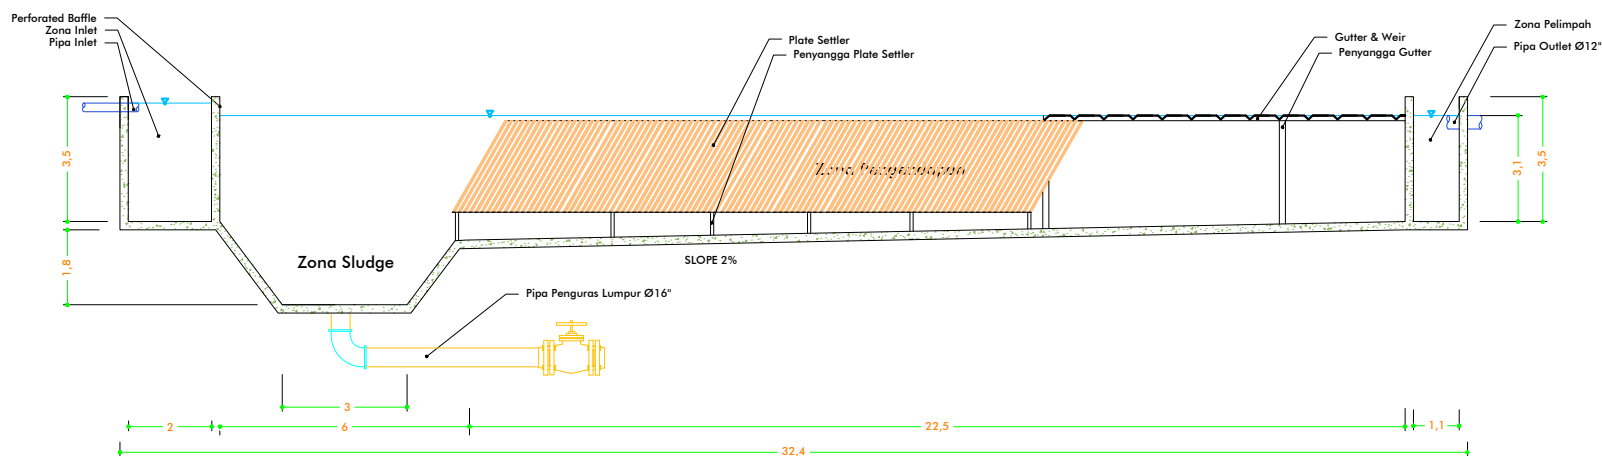 Perforated Baffle
Zona Inlet
Pipa Inlet
Plate Settler
Penyangga Plate Settler
Gutter & Weir
Penyangga Gutter
Zona Pelimpah
Pipa Outlet Ø12"
3,5
1,8
Zona Pengendapan
3,1
3,5
Zona Sludge
SLOPE 2%
Pipa Penguras Lumpur Ø16"
3
2
6
22,5
1,1
32,4